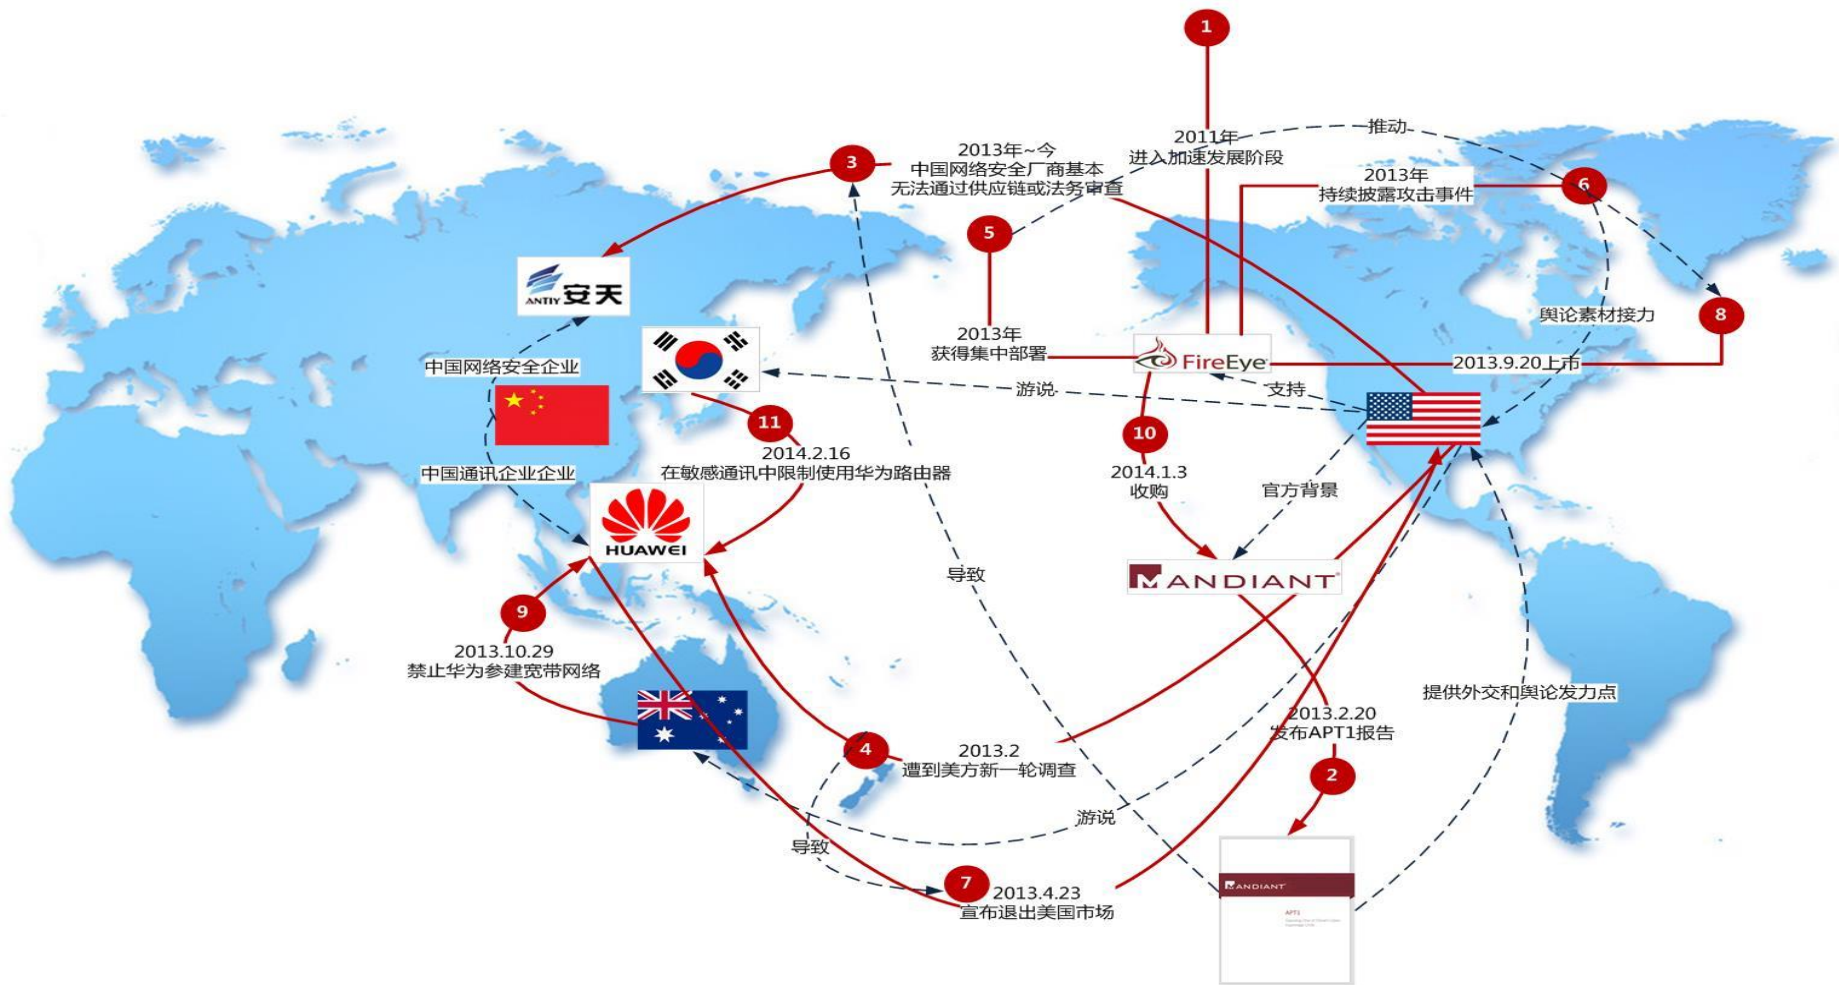 1
2011年
进入加速发展阶段
推动
3
2013年~今
中国网络安全厂商基本
无法通过供应链或法务审查
2013年
持续披露攻击事件
6
5
ANTIY 安天
舆论素材接力
8
2013年
获得集中部署
FireEye
2013.9.20上市
中国网络安全企业
游说
支持
11
10
2014.2.16
在敏感通讯中限制使用华为路由器
中国通讯企业企业
2014.1.3
收购
官方背景
HUAWEI
导致
MANDIANT
9
2013.10.29
禁止华为参建宽带网络
提供外交和舆论发力点
2013.2.20
发布APT1报告
4
2013.2
遭到美方新一轮调查
2
游说
导致
7
2013.4.23
宣布退出美国市场
MANDIANT
APT1